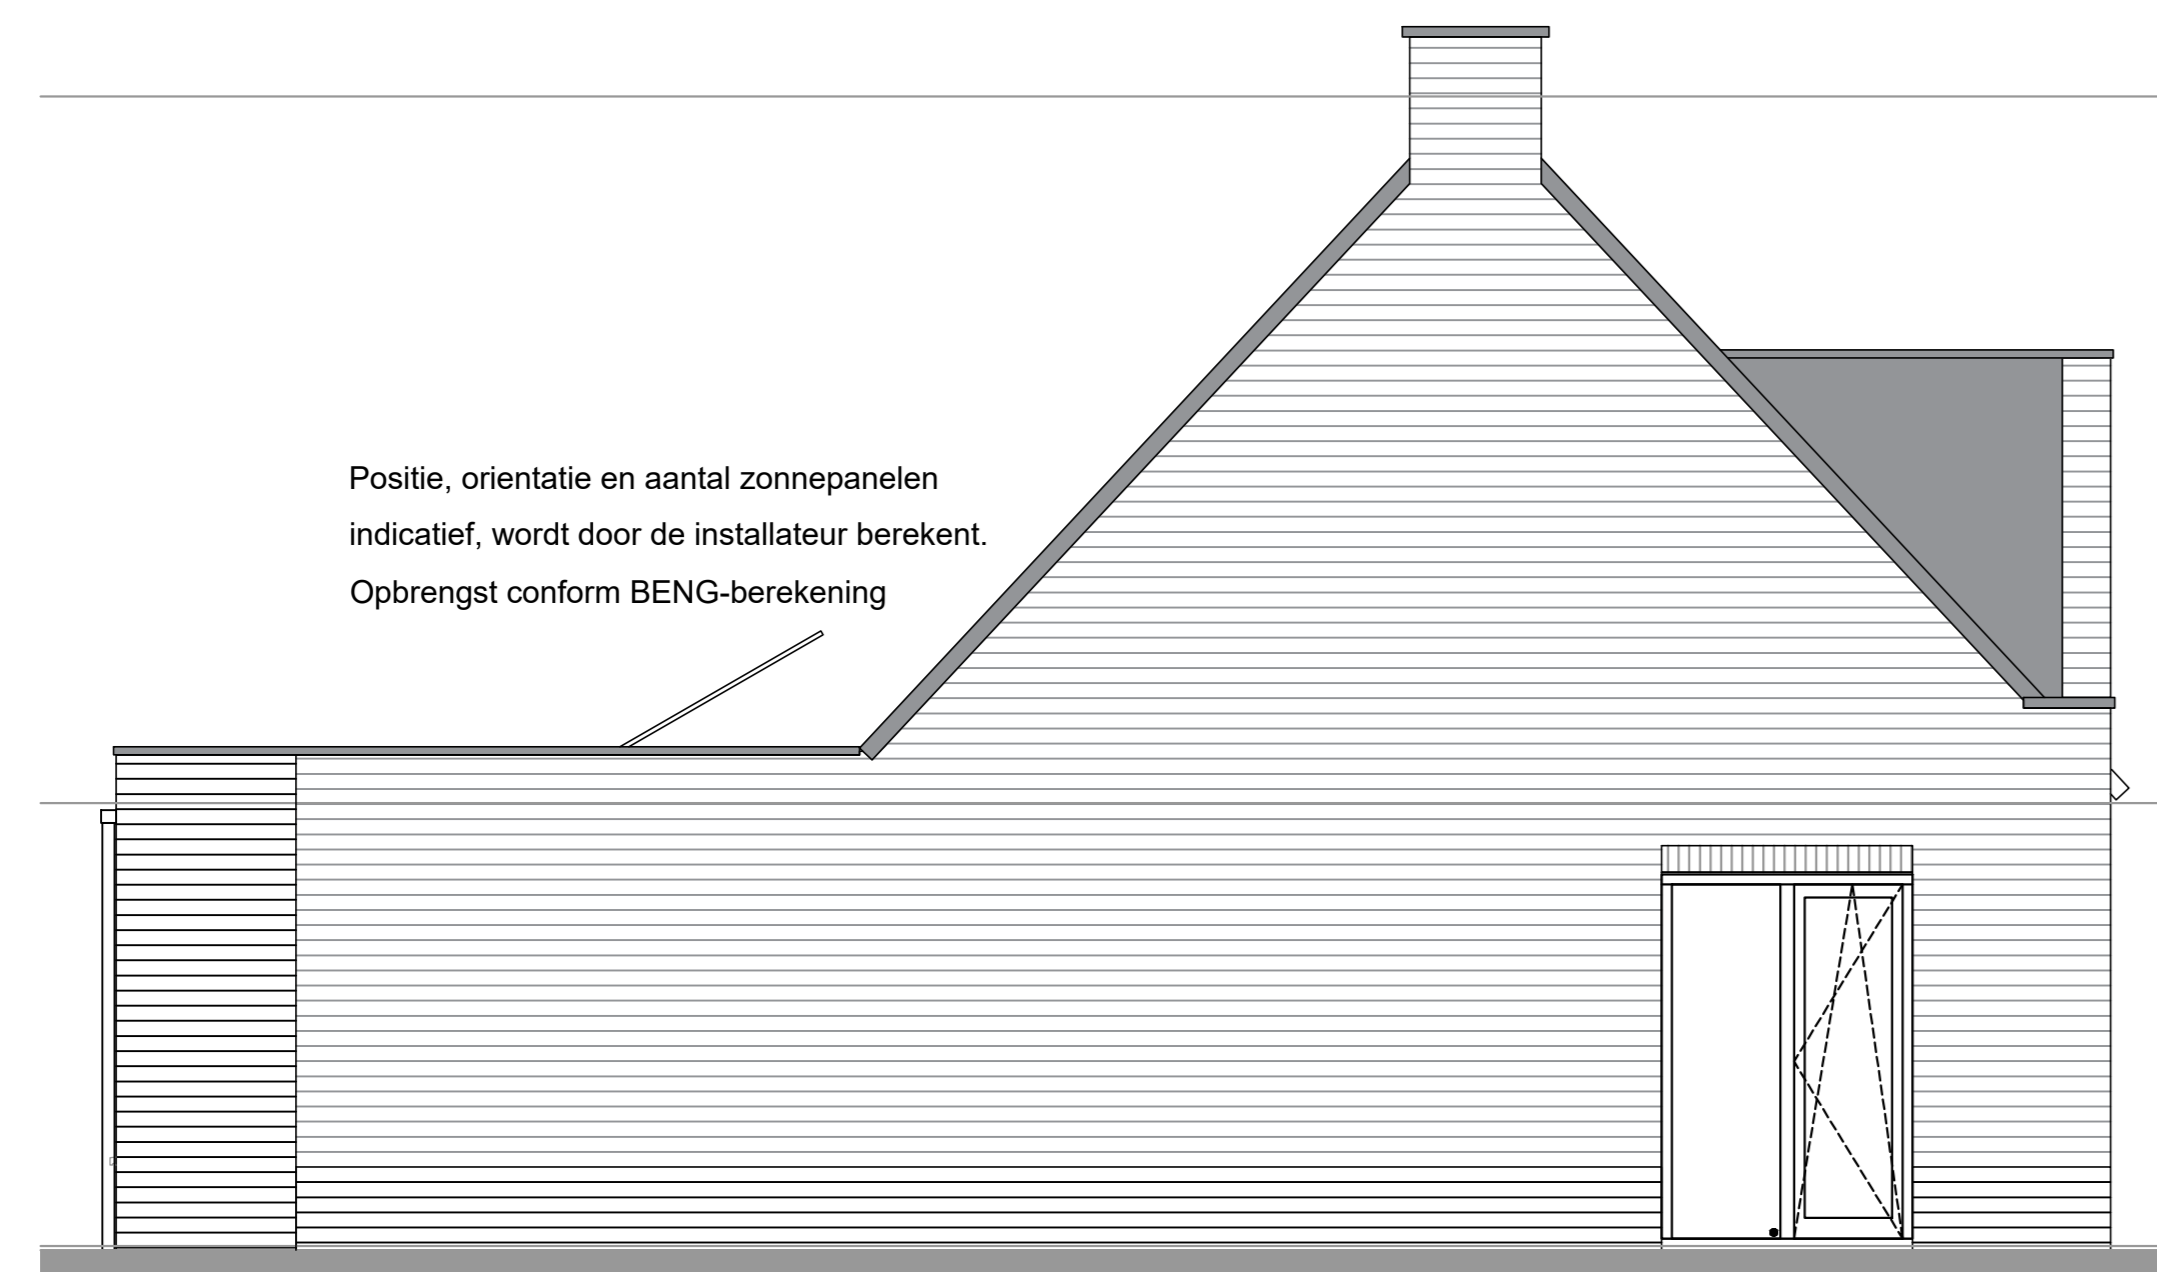 Positie, orientatie en aantal zonnepanelen
indicatief, wordt door de installateur berekent.
Opbrengst conform BENG-berekening